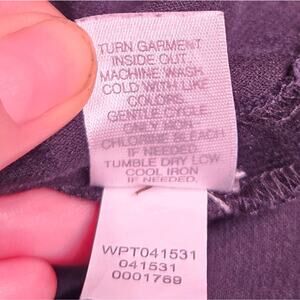 TURN GARMENT
INSIDE OUT.
MACHINE WASH
COLD WITH LIKE
COLORS.
GENTLE CYCLE.
ONLY NON
CHLORINE BLEACH
IF NEEDED.
TUMBLE DRY LOW.
COOL IRON
IF NEEDED.
WPT041531
041531
0001769